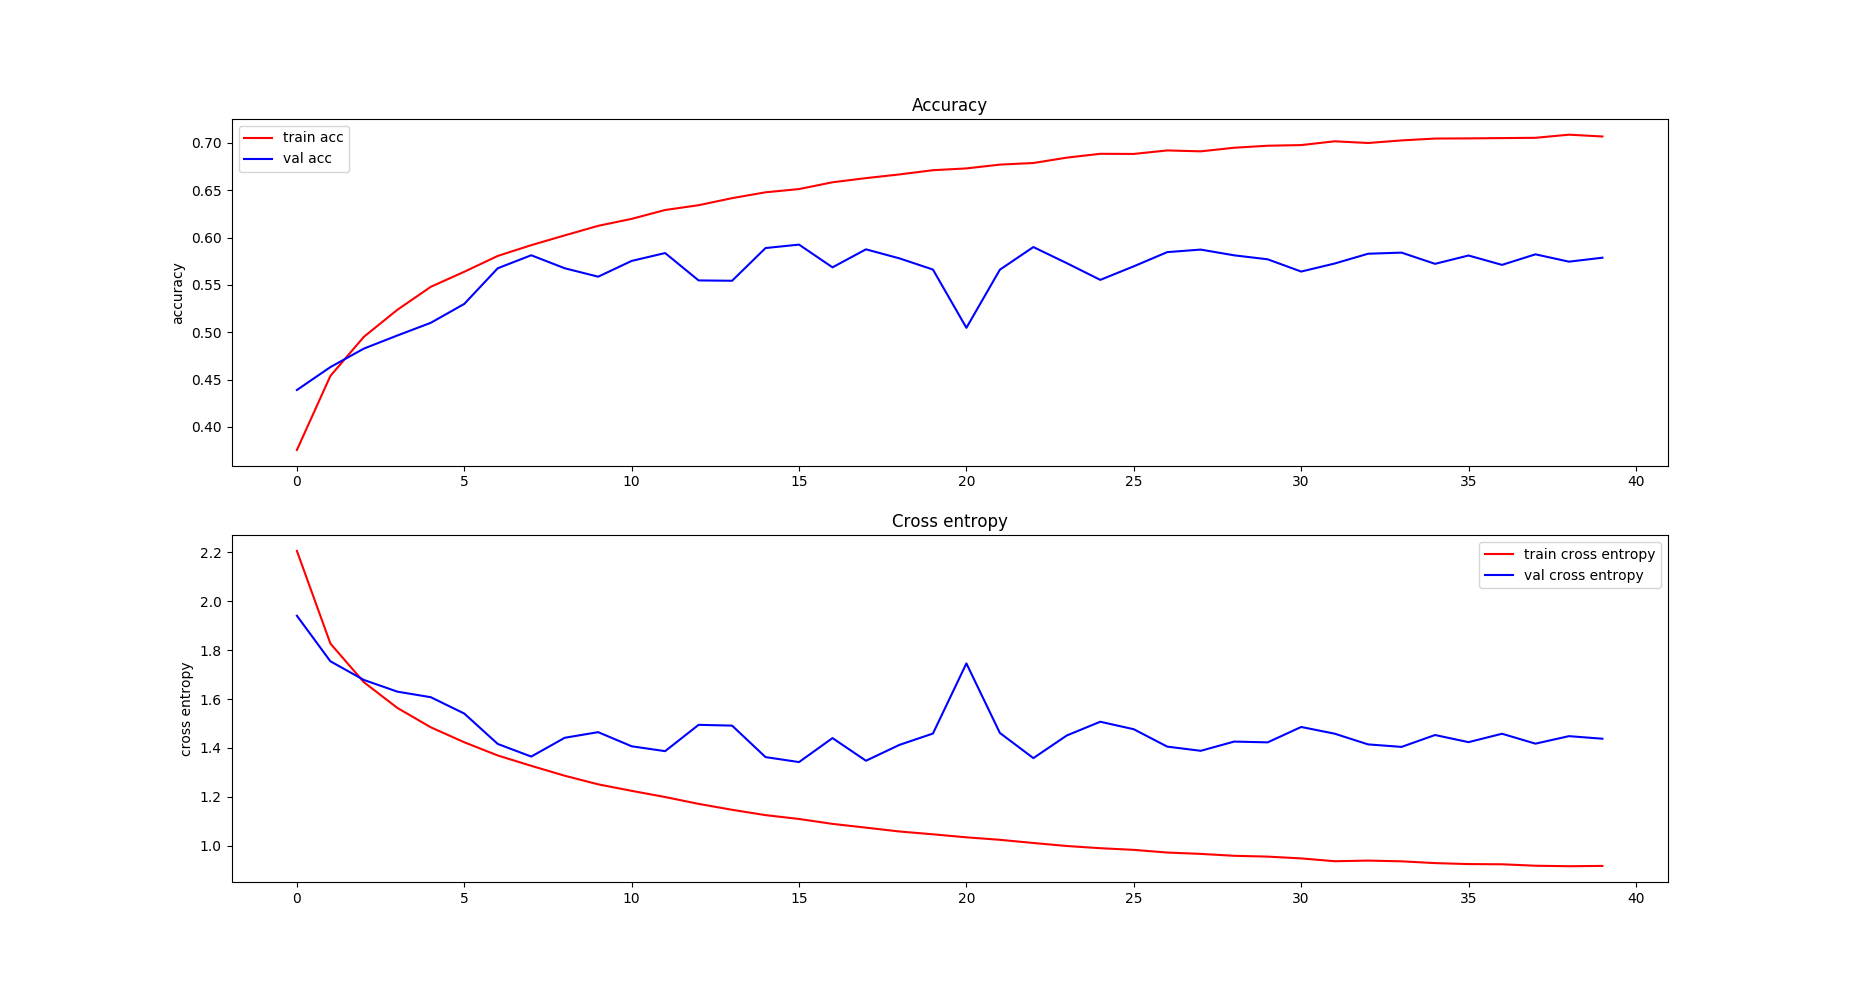 Accuracy
train acc
val acc
accuracy
0.70
0.65
0.60
0.55
0.50
0.45
0.40
0 5 10 15 20 25 30 35 40
Cross entropy
train cross entropy
val cross entropy
cross entropy
2.2
2.0
1.8
1.6
1.4
1.2
1.0
0 5 10 15 20 25 30 35 40